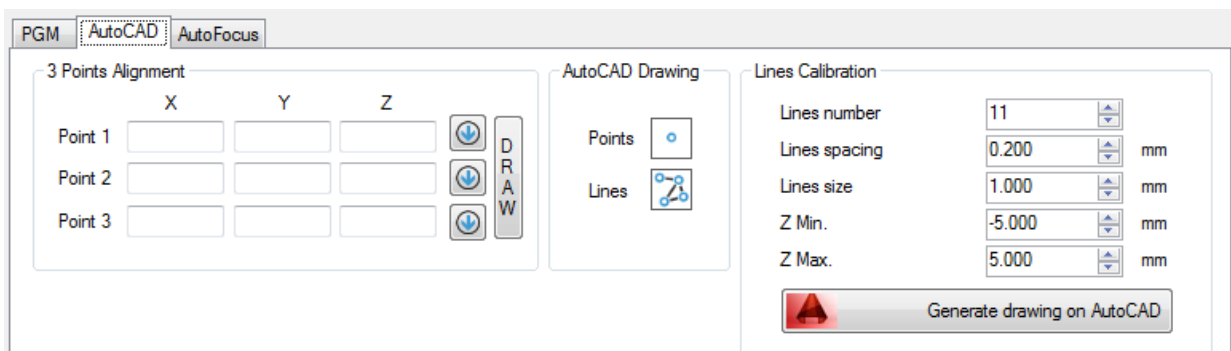 PGM AutoCAD AutoFocus
3 Points Alignment
X Y Z
Point 1
Point 2
Point 3
DRAW
AutoCAD Drawing
Points
Lines
Lines Calibration
Lines number 11
Lines spacing 0.200 mm
Lines size 1.000 mm
Z Min. -5.000 mm
Z Max. 5.000 mm
Generate drawing on AutoCAD